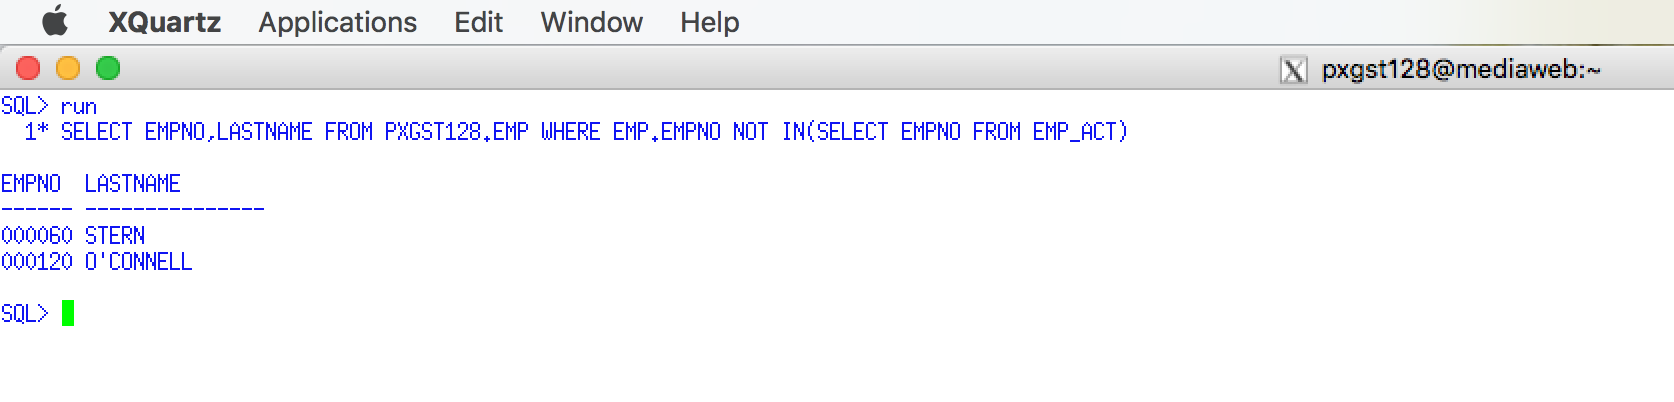 XQuartz Applications Edit Window Help
X pxgst128@mediaweb:~
SQL> run
  1* SELECT EMPNO,LASTNAME FROM PXGST128.EMP WHERE EMP.EMPNO NOT IN(SELECT EMPNO FROM EMP_ACT)
EMPNO  LASTNAME
------ ---------------
000060 STERN
000120 O'CONNELL
SQL>